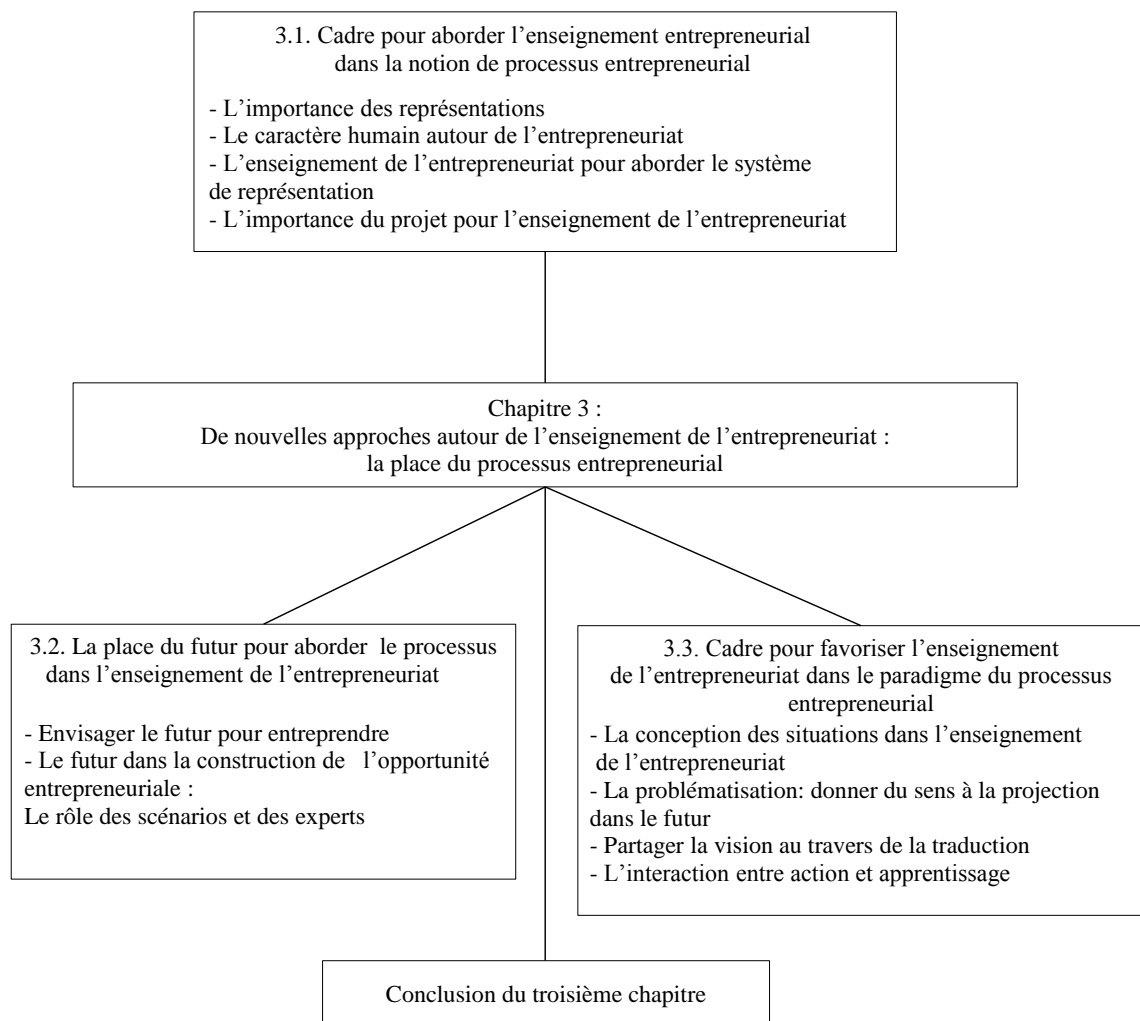 3.1. Cadre pour aborder l’enseignement entrepreneurial
dans la notion de processus entrepreneurial
- L’importance des représentations
- Le caractère humain autour de l’entrepreneuriat
- L’enseignement de l’entrepreneuriat pour aborder le système
de représentation
- L’importance du projet pour l’enseignement de l’entrepreneuriat
Chapitre 3 :
De nouvelles approches autour de l’enseignement de l’entrepreneuriat :
la place du processus entrepreneurial
3.2. La place du futur pour aborder le processus
dans l’enseignement de l’entrepreneuriat
- Envisager le futur pour entreprendre
- Le futur dans la construction de l’opportunité
entrepreneuriale :
Le rôle des scénarios et des experts
3.3. Cadre pour favoriser l’enseignement
de l’entrepreneuriat dans le paradigme du processus
entrepreneurial
- La conception des situations dans l’enseignement
de l’entrepreneuriat
- La problématisation: donner du sens à la projection
dans le futur
- Partager la vision au travers de la traduction
- L’interaction entre action et apprentissage
Conclusion du troisième chapitre